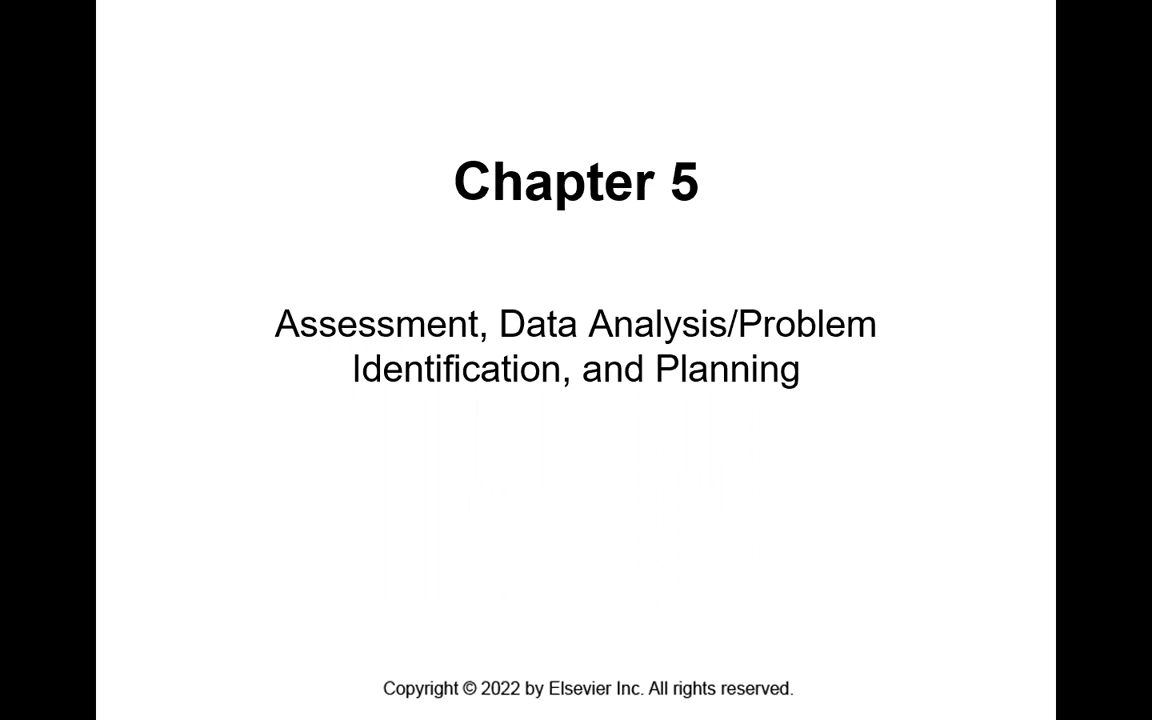 Chapter 5
Assessment, Data Analysis/Problem
Identification, and Planning
Copyright © 2022 by Elsevier Inc. All rights reserved.